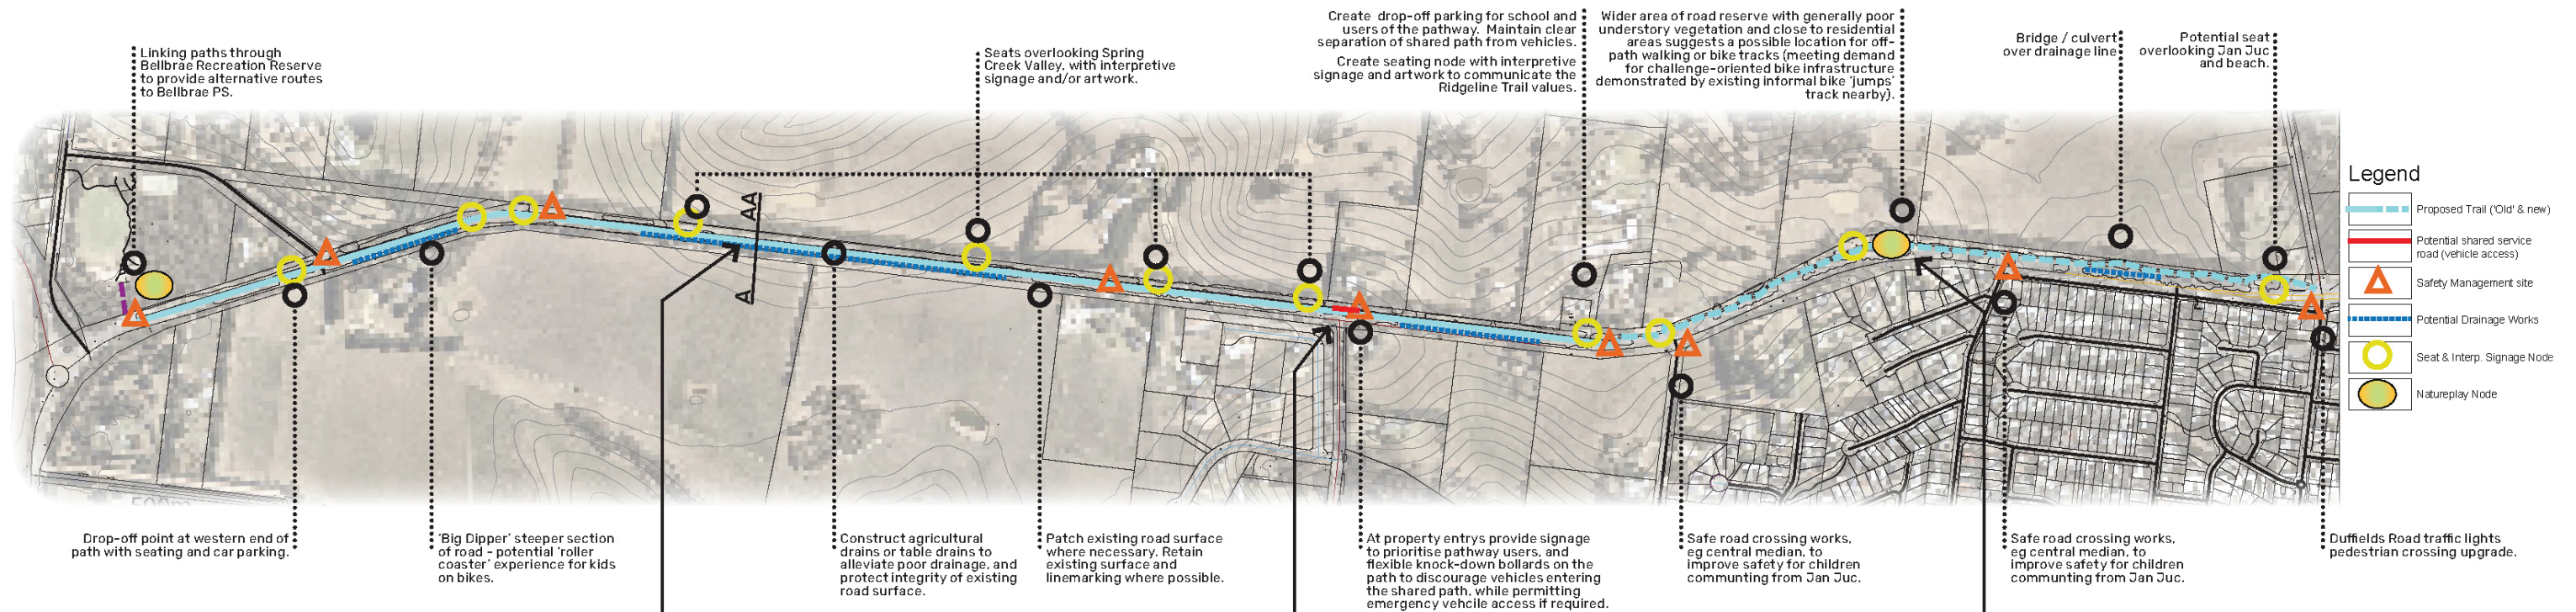 Linking paths through
Bellbrae Recreation Reserve
to provide alternative routes
to Bellbrae PS.
Seats overlooking Spring
Creek Valley, with interpretive
signage and/or artwork.
Create drop-off parking for school and
users of the pathway. Maintain clear
separation of shared path from vehicles.
Create seating node with interpretive
signage and artwork to communicate the
Ridgeline Trail values.
Wider area of road reserve with generally poor
understory vegetation and close to residential
areas suggests a possible location for off-
path walking or bike tracks (meeting demand
for challenge-oriented bike infrastructure
demonstrated by existing informal bike 'jumps'
track nearby).
Bridge / culvert
over drainage line
Potential seat
overlooking Jan Juc
and beach.
AA
A
500m
Legend
Proposed Trail ('Old' & new)
Potential shared service
road (vehicle access)
Safety Management site
Potential Drainage Works
Seat & Interp. Signage Node
Natureplay Node
Drop-off point at western end of
path with seating and car parking.
'Big Dipper' steeper section
of road - potential 'roller
coaster' experience for kids
on bikes.
Construct agricultural
drains or table drains to
alleviate poor drainage, and
protect integrity of existing
road surface.
Patch existing road surface
where necessary. Retain
existing surface and
linemarking where possible.
At property entrys provide signage
to prioritise pathway users, and
flexible knock-down bollards on the
path to discourage vehicles entering
the shared path, while permitting
emergency vehcile access if required.
Safe road crossing works,
eg central median, to
improve safety for children
communting from Jan Juc.
Safe road crossing works,
eg central median, to
improve safety for children
communting from Jan Juc.
Duffields Road traffic lights
pedestrian crossing upgrade.